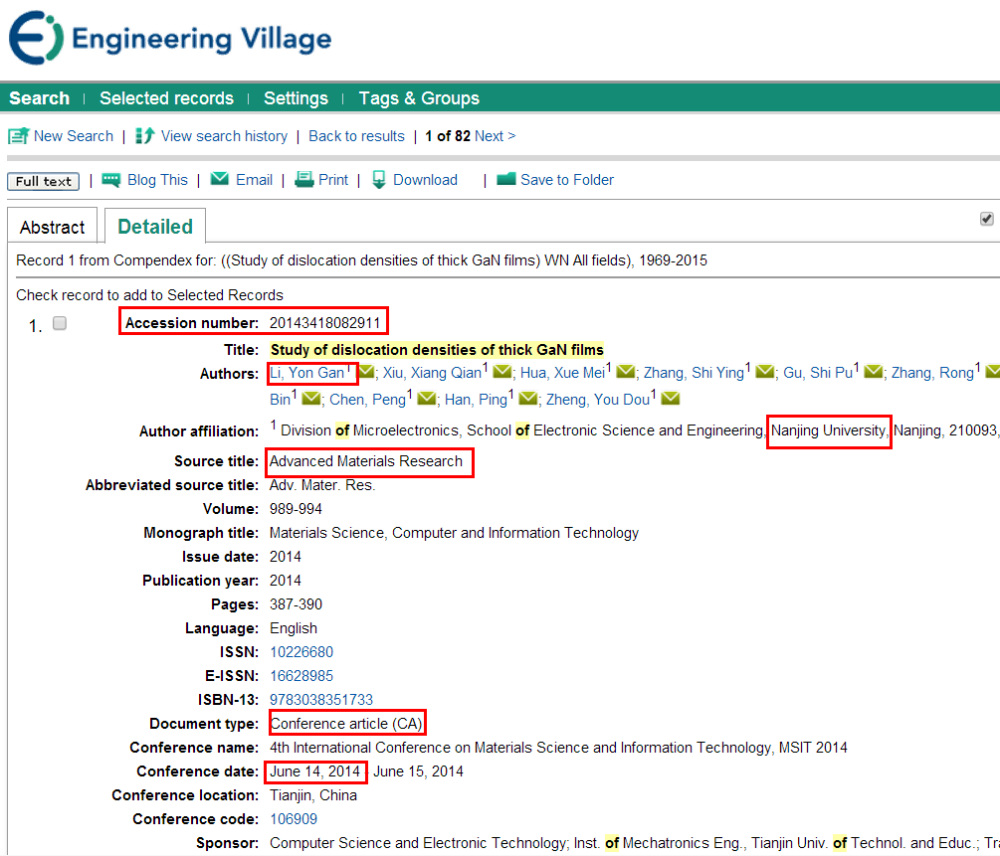 Engineering Village
Search | Selected records | Settings | Tags & Groups
New Search | View search history | Back to results | 1 of 82 Next >
Full text | Blog This | Email | Print | Download | Save to Folder
Abstract Detailed
Record 1 from Compendex for: ((Study of dislocation densities of thick GaN films) WN All fields), 1969-2015
Check record to add to Selected Records
1. Accession number: 20143418082911
Title: Study of dislocation densities of thick GaN films
Authors: Li, Yon Gan1 ; Xiu, Xiang Qian1 ; Hua, Xue Mei1 ; Zhang, Shi Ying1 ; Gu, Shi Pu1 ; Zhang, Rong1
Bin1 ; Chen, Peng1 ; Han, Ping1 ; Zheng, You Dou1
Author affiliation: 1 Division of Microelectronics, School of Electronic Science and Engineering, Nanjing University, Nanjing, 210093,
Source title: Advanced Materials Research
Abbreviated source title: Adv. Mater. Res.
Volume: 989-994
Monograph title: Materials Science, Computer and Information Technology
Issue date: 2014
Publication year: 2014
Pages: 387-390
Language: English
ISSN: 10226680
E-ISSN: 16628985
ISBN-13: 9783038351733
Document type: Conference article (CA)
Conference name: 4th International Conference on Materials Science and Information Technology, MSIT 2014
Conference date: June 14, 2014 - June 15, 2014
Conference location: Tianjin, China
Conference code: 106909
Sponsor: Computer Science and Electronic Technology; Inst. of Mechatronics Eng., Tianjin Univ. of Technol. and Educ.;